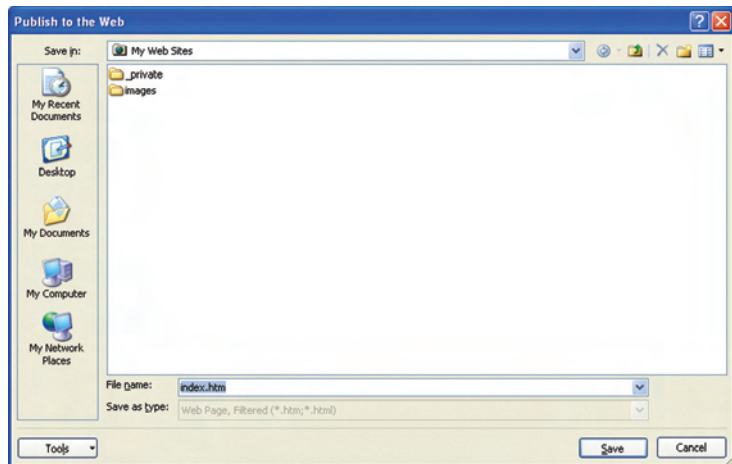 Publish to the Web
Save in:
My Web Sites
_private
images
My Recent
Documents
Desktop
My Documents
My Computer
My Network
Places
File name:
index.htm
Save as type:
Web Page, Filtered (*.htm;*.html)
Tools
Save
Cancel